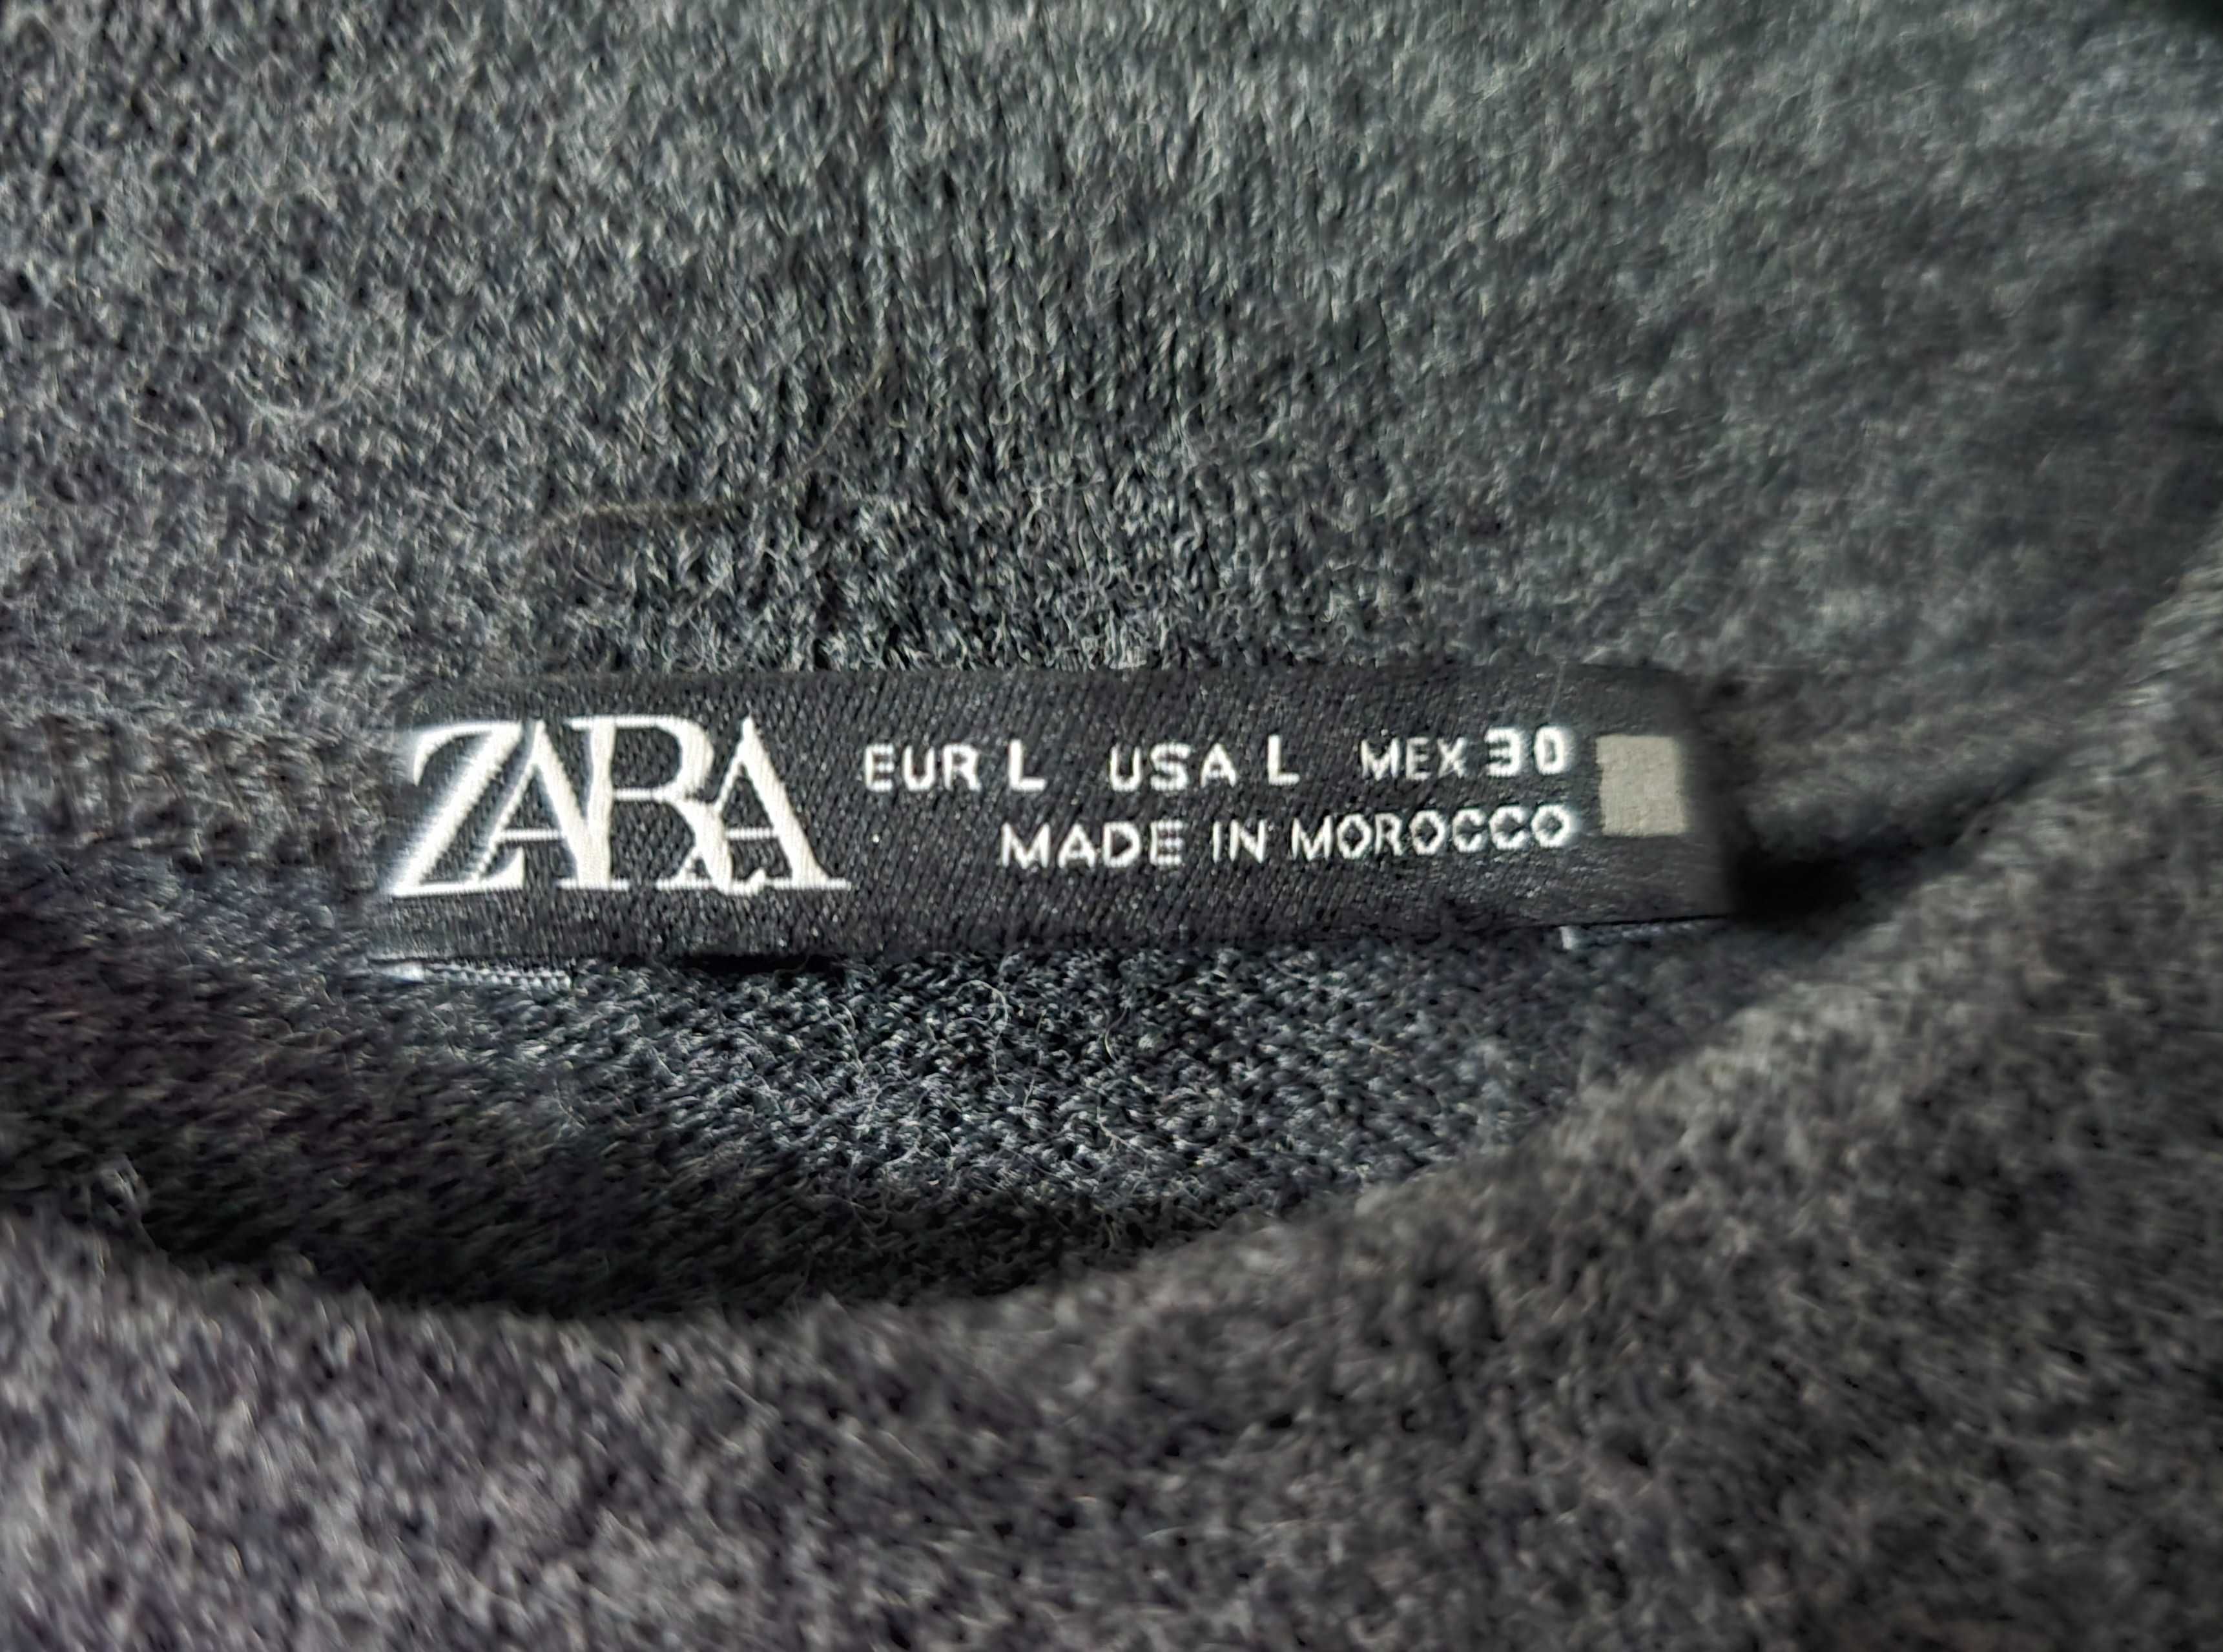 ZARA
EUR L USA L MEX 30
MADE IN MOROCCO